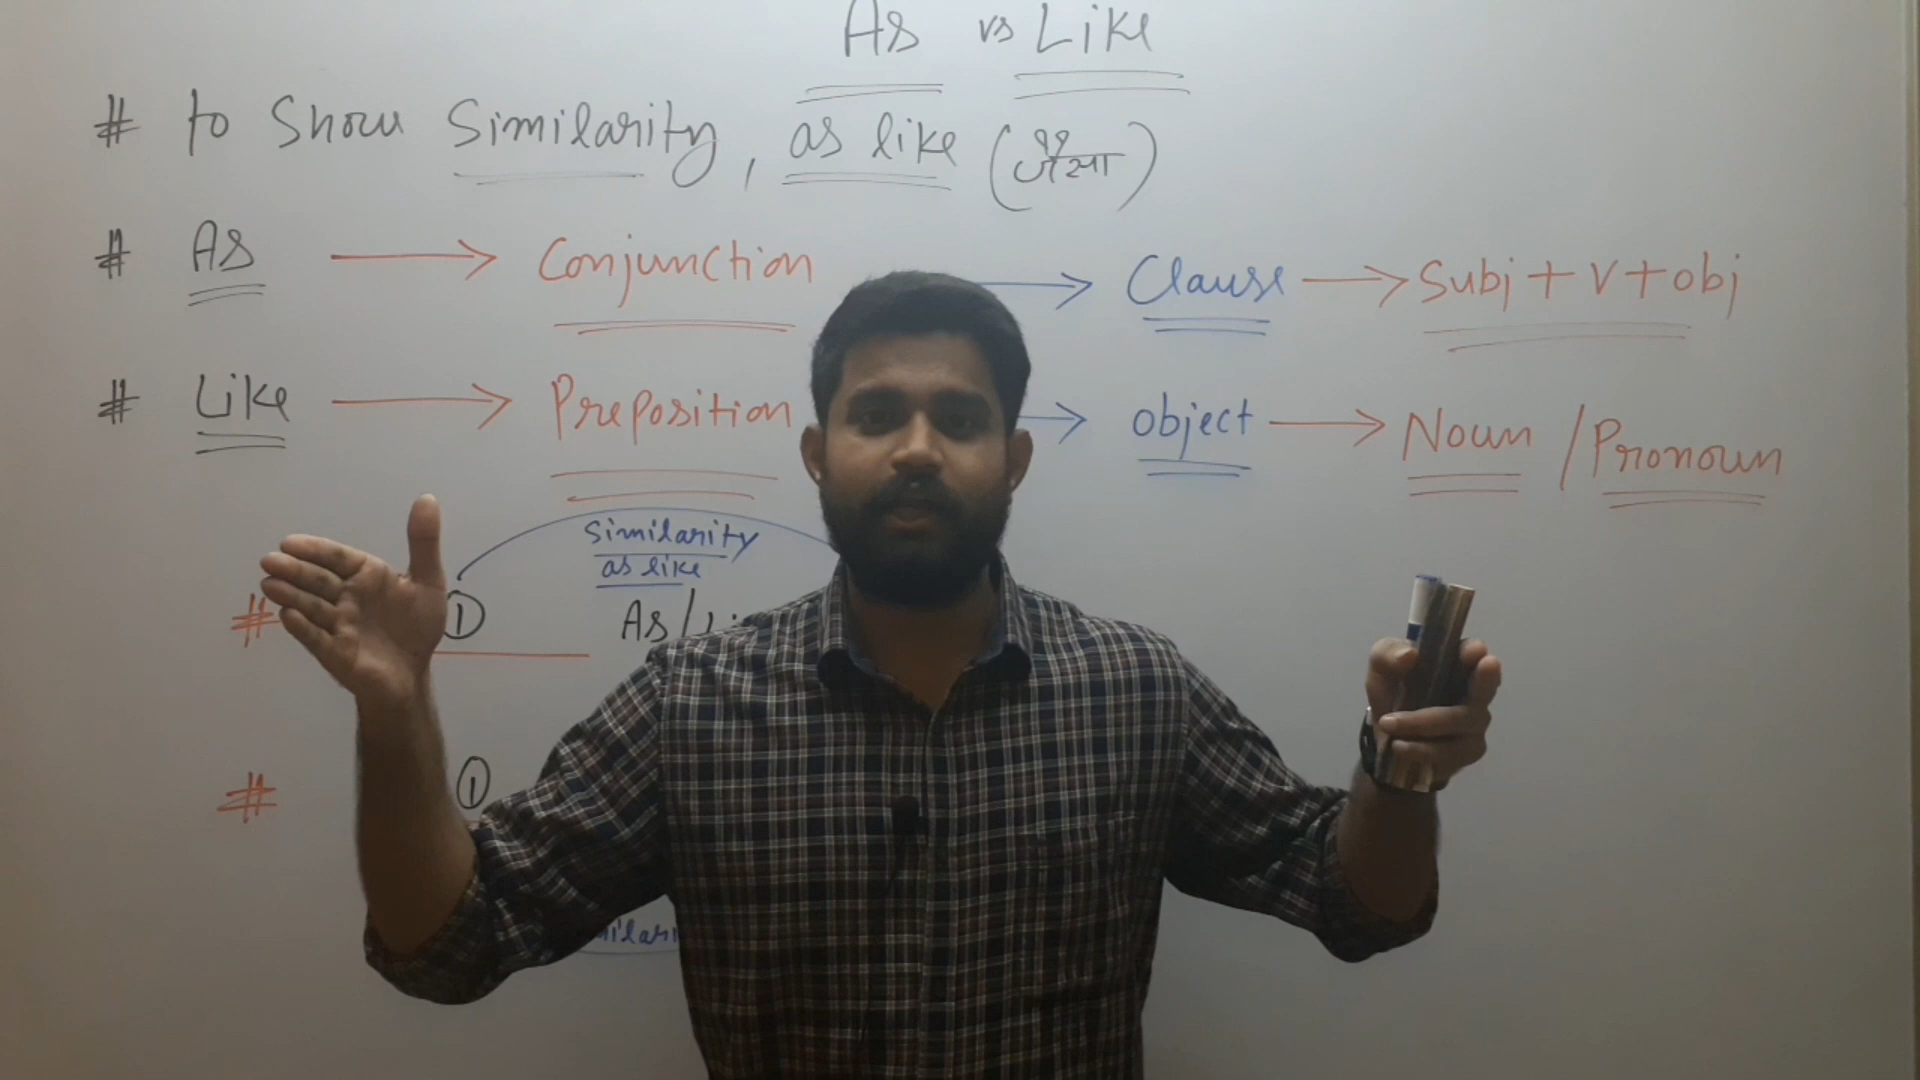 As vs Like
# to Show Similarity, as like (जैसा)
# As → Conjunction → Clause → Subj + V + obj
# Like → Preposition → object → Noun / Pronoun
Similarity
as like
# ① As/
# ①